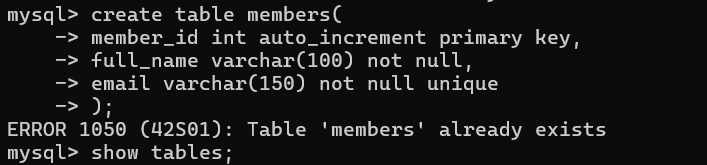 mysql> create table members(
    -> member_id int auto_increment primary key,
    -> full_name varchar(100) not null,
    -> email varchar(150) not null unique
    -> );
ERROR 1050 (42S01): Table 'members' already exists
mysql> show tables;